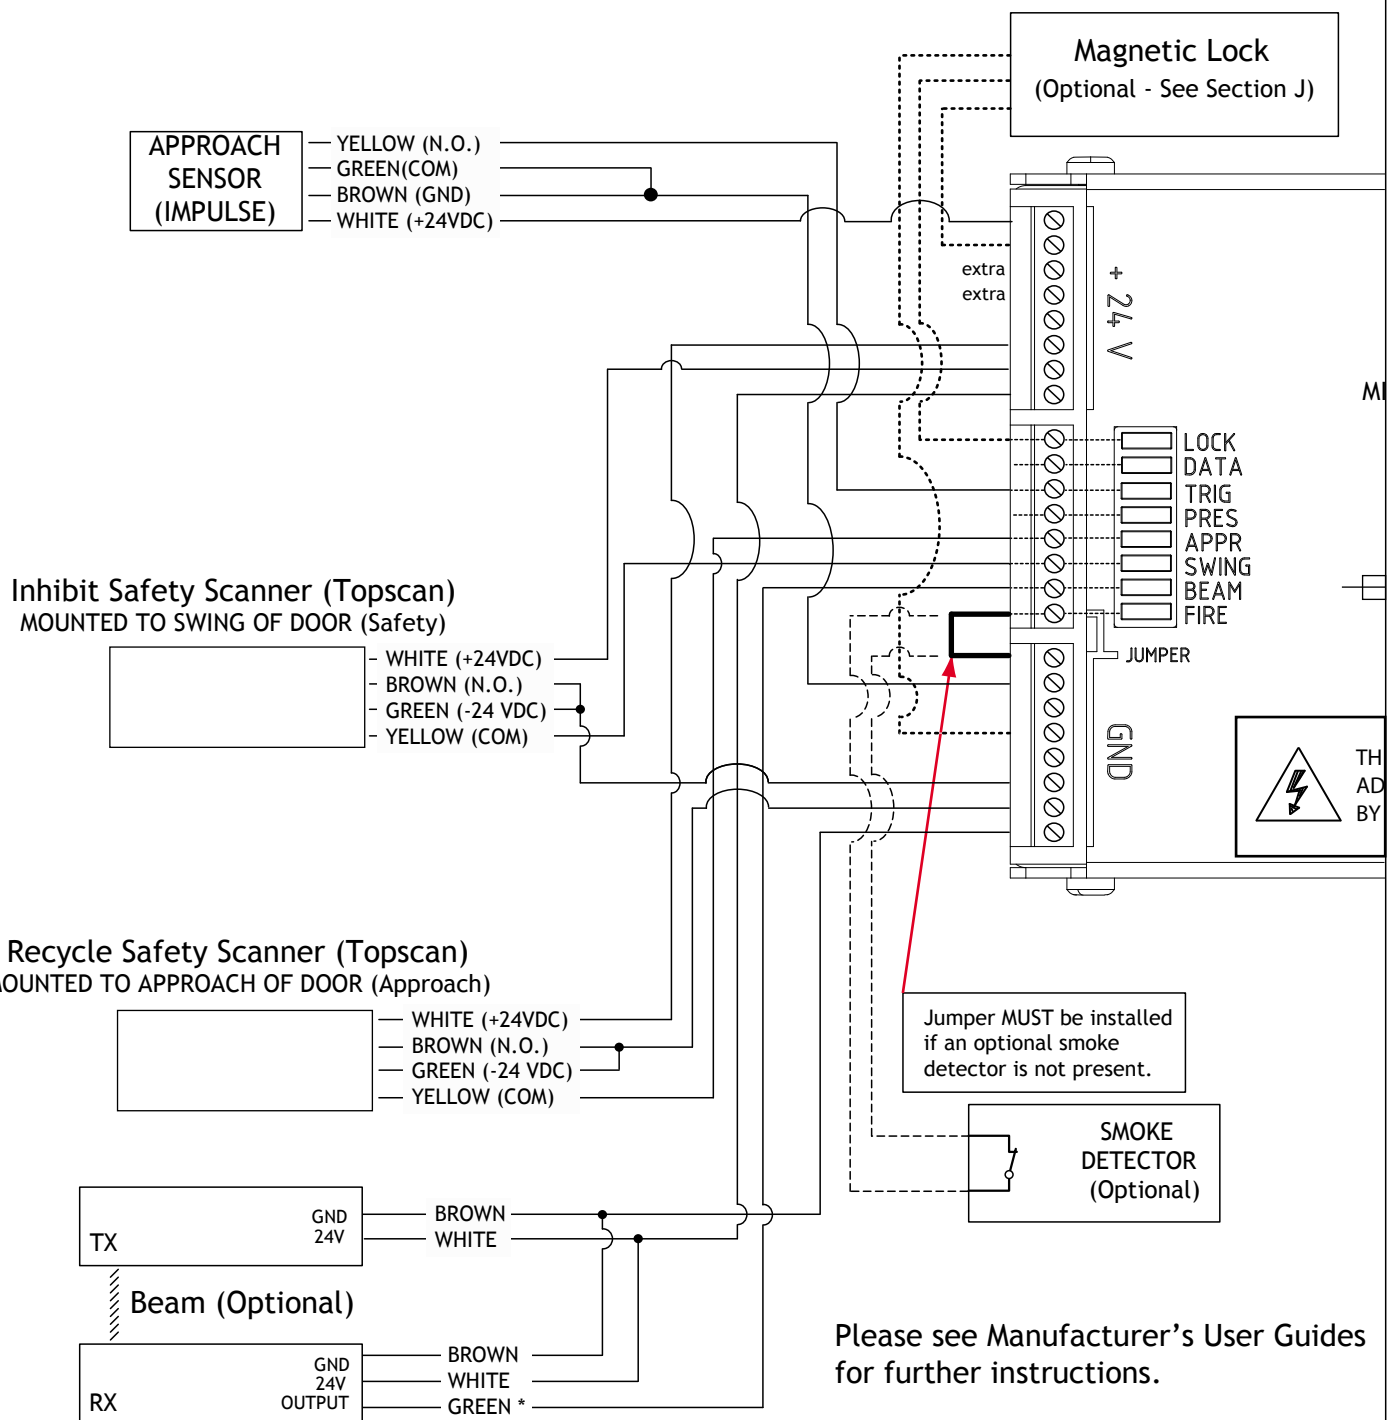 Magnetic Lock
(Optional - See Section J)
APPROACH
SENSOR
(IMPULSE)
YELLOW (N.O.)
GREEN(COM)
BROWN (GND)
WHITE (+24VDC)
extra
extra
+ 24 V
LOCK
DATA
TRIG
PRES
APPR
SWING
BEAM
FIRE
JUMPER
GND
MI
TH
AD
BY
Inhibit Safety Scanner (Topscan)
MOUNTED TO SWING OF DOOR (Safety)
WHITE (+24VDC)
BROWN (N.O.)
GREEN (-24 VDC)
YELLOW (COM)
Recycle Safety Scanner (Topscan)
MOUNTED TO APPROACH OF DOOR (Approach)
WHITE (+24VDC)
BROWN (N.O.)
GREEN (-24 VDC)
YELLOW (COM)
Jumper MUST be installed
if an optional smoke
detector is not present.
SMOKE
DETECTOR
(Optional)
TX
GND
24V
BROWN
WHITE
Beam (Optional)
RX
GND
24V
OUTPUT
BROWN
WHITE
GREEN *
Please see Manufacturer's User Guides
for further instructions.